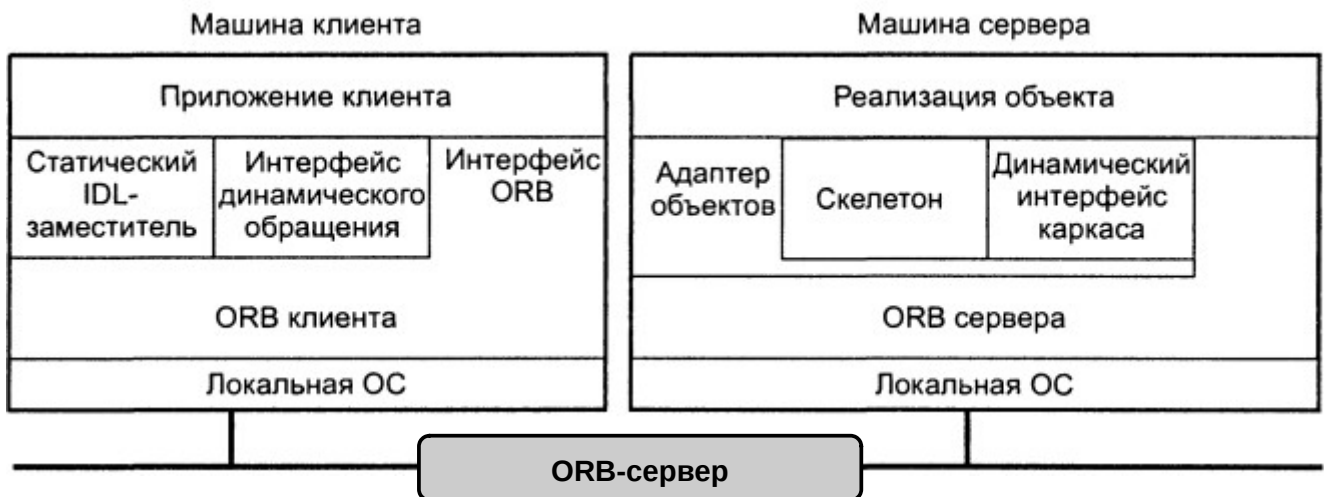 Машина клиента
Машина сервера
Приложение клиента
Реализация объекта
Статический
IDL-
заместитель
Интерфейс
динамического
обращения
Интерфейс
ORB
Адаптер
объектов
Скелетон
Динамический
интерфейс
каркаса
ORB клиента
ORB сервера
Локальная ОС
Локальная ОС
ORB-сервер